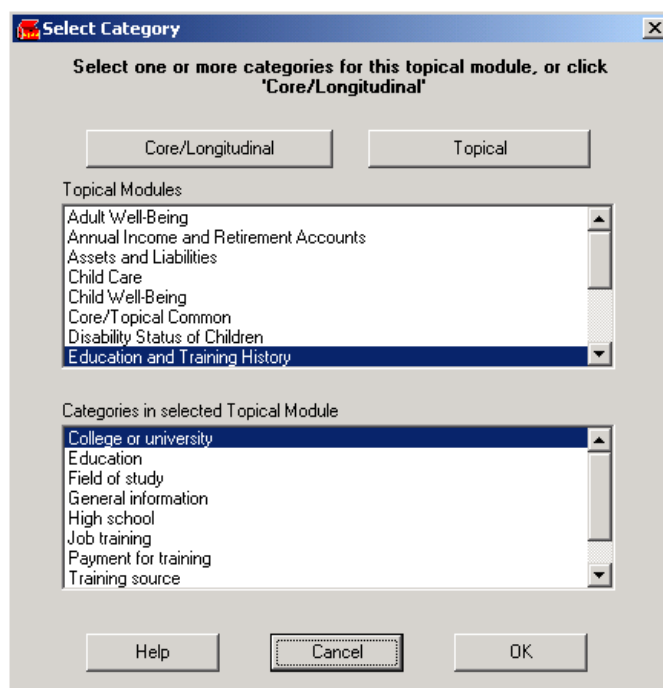 Select Category
Select one or more categories for this topical module, or click
'Core/Longitudinal'
Core/Longitudinal
Topical
Topical Modules
Adult Well-Being
Annual Income and Retirement Accounts
Assets and Liabilities
Child Care
Child Well-Being
Core/Topical Common
Disability Status of Children
Education and Training History
Categories in selected Topical Module
College or university
Education
Field of study
General information
High school
Job training
Payment for training
Training source
Help
Cancel
OK